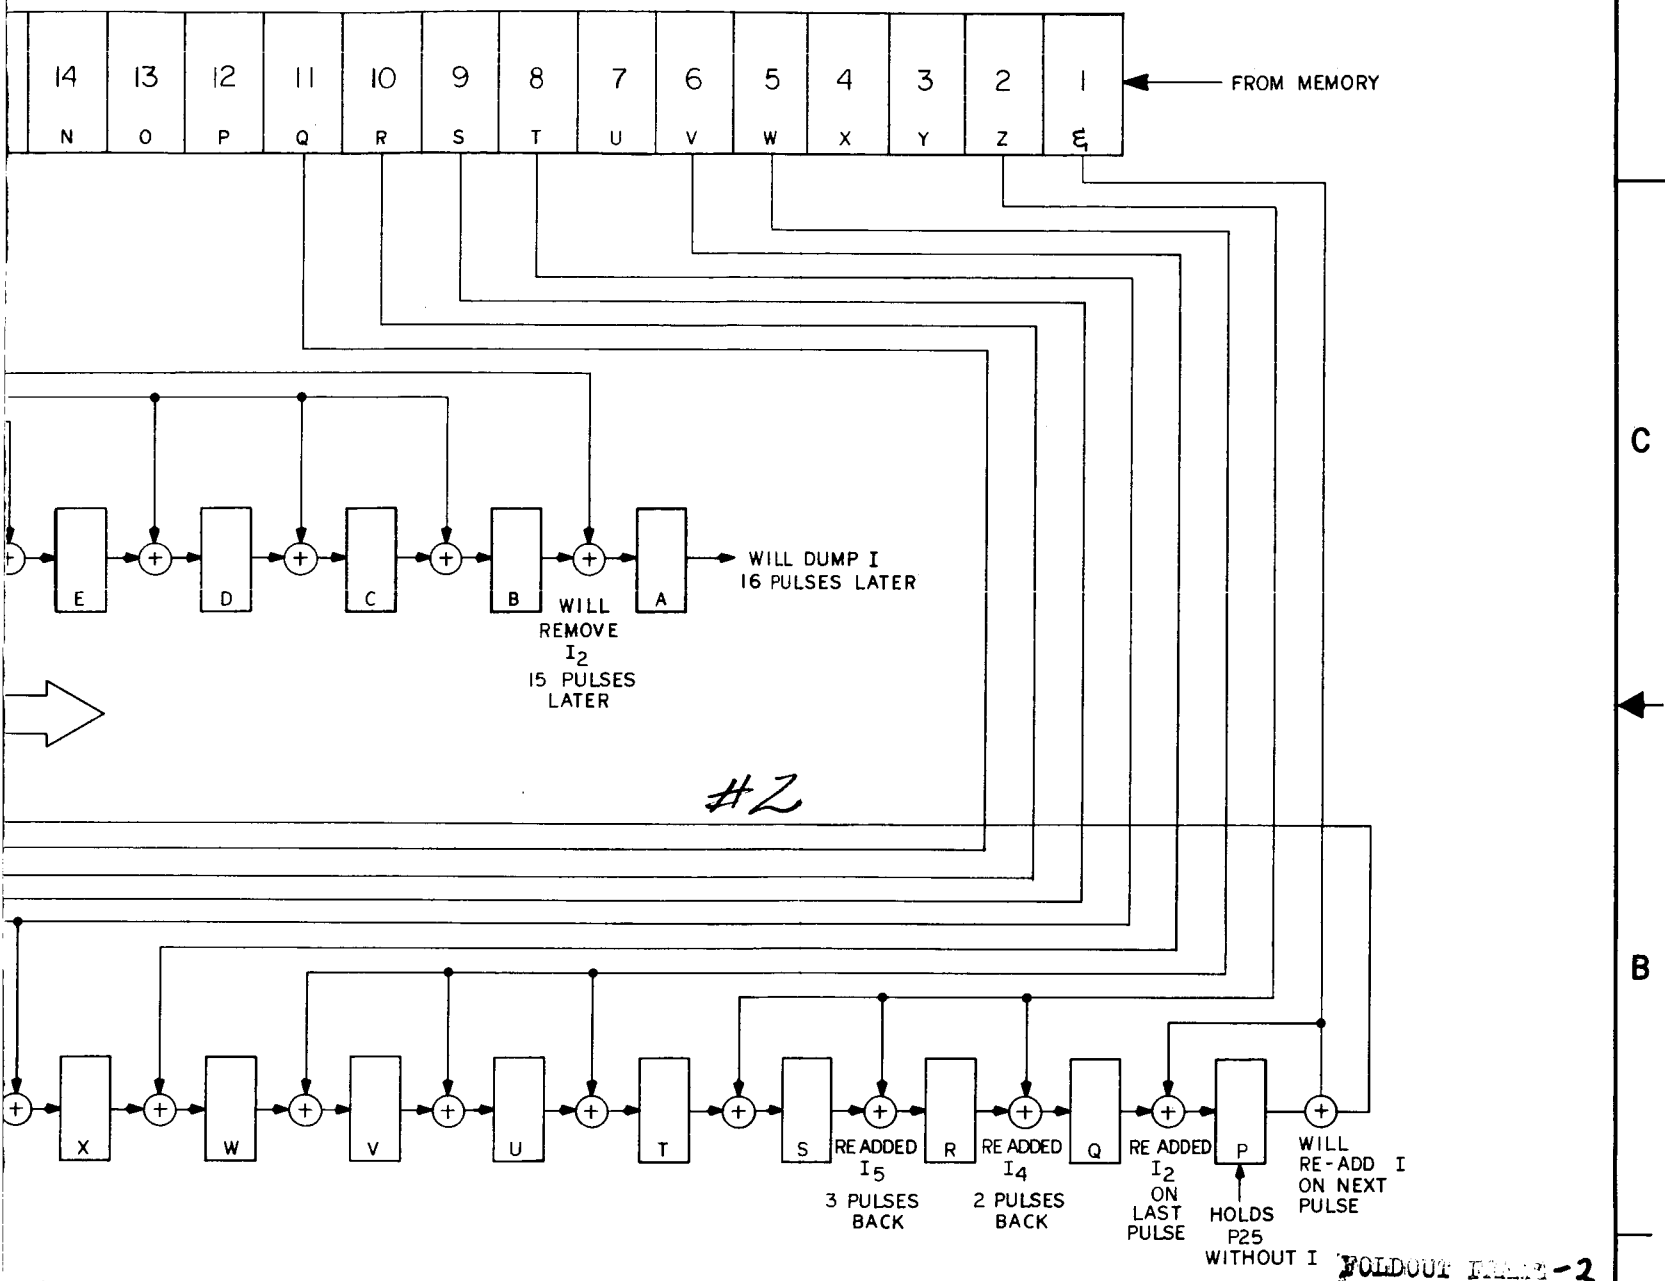 14 13 12 11 10 9 8 7 6 5 4 3 2 1
FROM MEMORY
N O P Q R S T U V W X Y Z &
C
+ + + + +
E D C B A
WILL DUMP I
16 PULSES LATER
WILL
REMOVE
I2
15 PULSES
LATER
#2
B
+ + + + + + + + + +
X W V U T S R Q P
RE ADDED
I5
3 PULSES
BACK
RE ADDED
I4
2 PULSES
BACK
RE ADDED
I2
ON
LAST
PULSE
HOLDS
P25
WITHOUT I
WILL
RE-ADD I
ON NEXT
PULSE
FOLDOUT FRAME -2